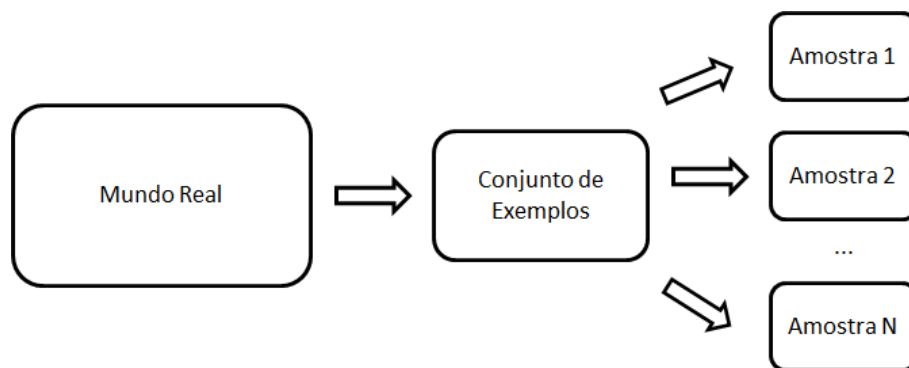 Mundo Real
Conjunto de
Exemplos
Amostra 1
Amostra 2
...
Amostra N